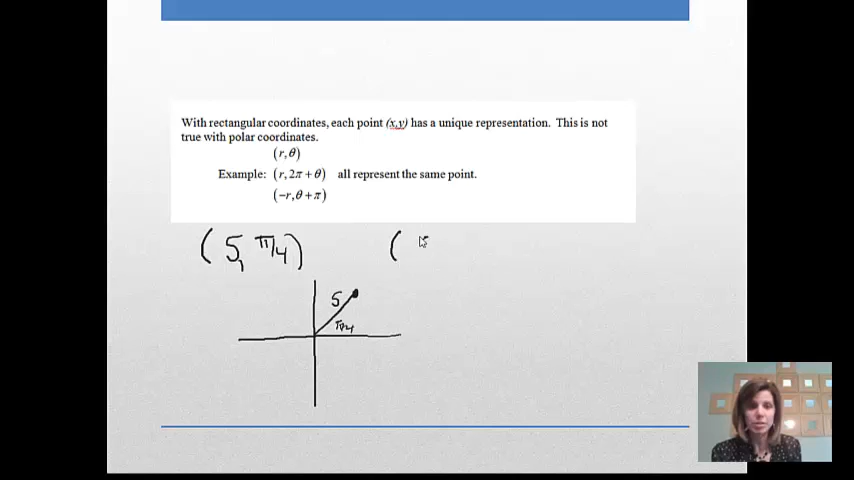 With rectangular coordinates, each point (x,y) has a unique representation. This is not
true with polar coordinates.
(r,θ)
Example: (r,2π+θ) all represent the same point.
(−r,θ+π)
(5, π/4) (
5
π/4